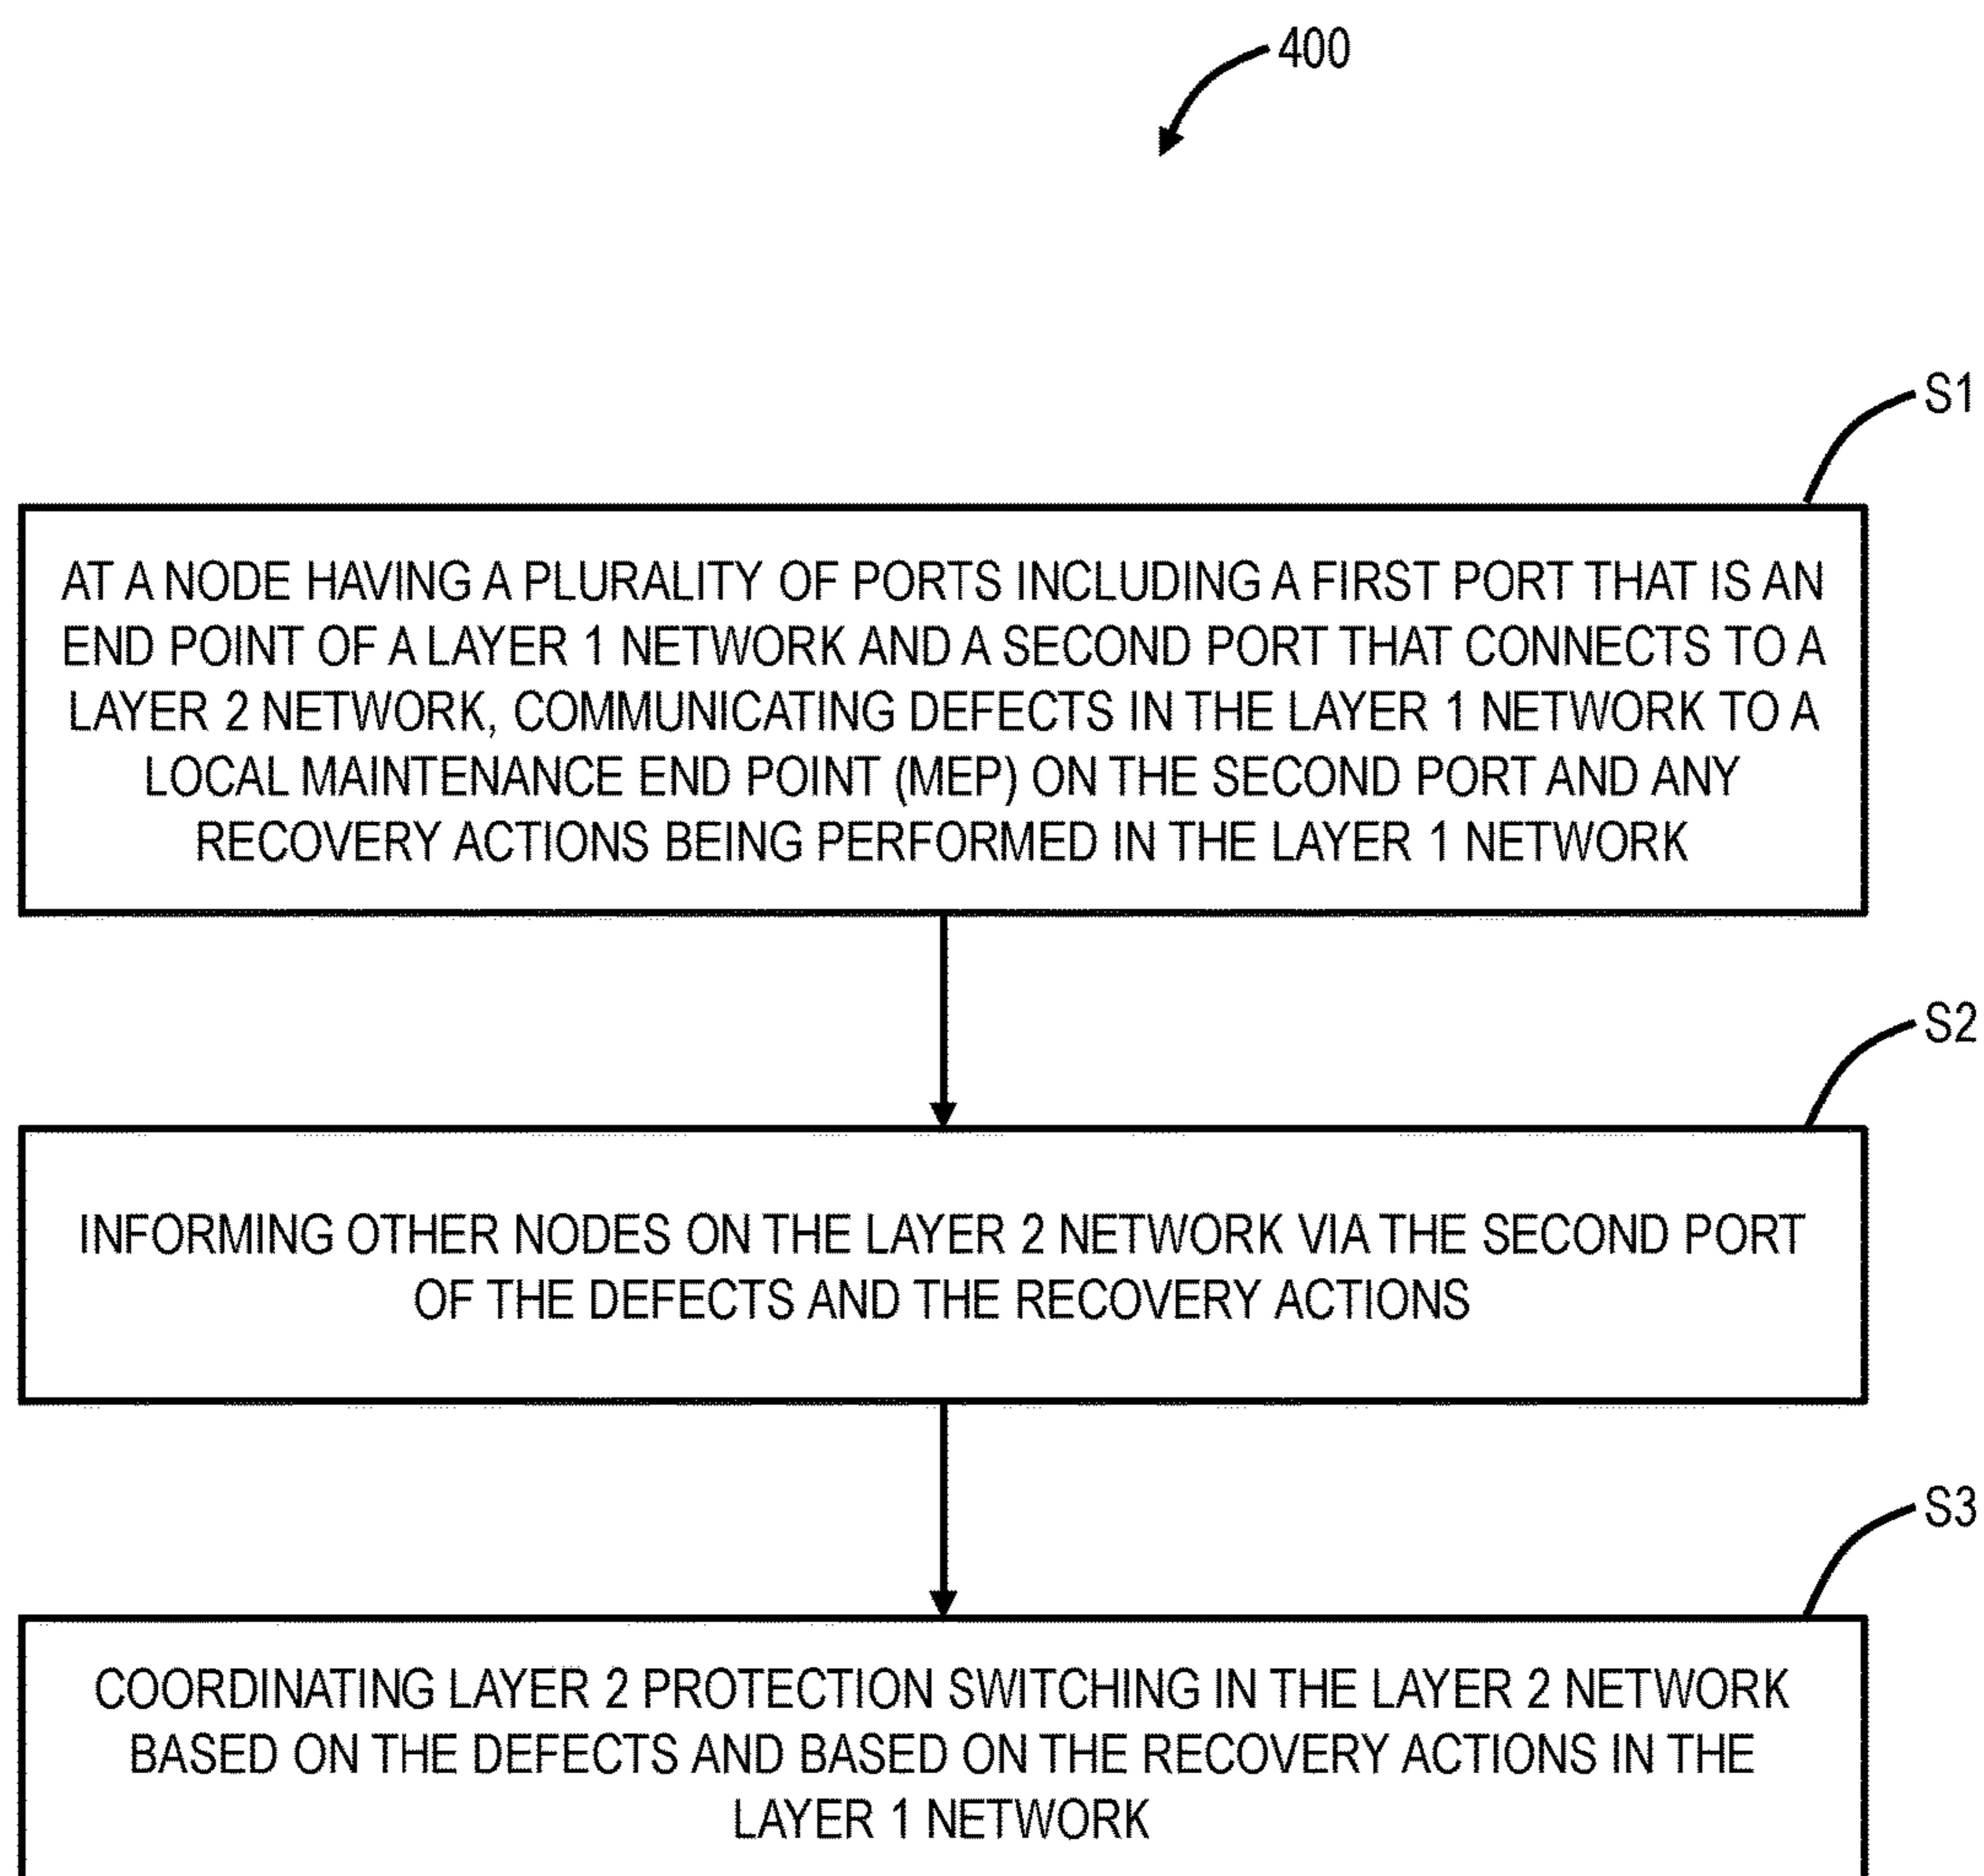 400
S1
AT A NODE HAVING A PLURALITY OF PORTS INCLUDING A FIRST PORT THAT IS AN
END POINT OF A LAYER 1 NETWORK AND A SECOND PORT THAT CONNECTS TO A
LAYER 2 NETWORK, COMMUNICATING DEFECTS IN THE LAYER 1 NETWORK TO A
LOCAL MAINTENANCE END POINT (MEP) ON THE SECOND PORT AND ANY
RECOVERY ACTIONS BEING PERFORMED IN THE LAYER 1 NETWORK
S2
INFORMING OTHER NODES ON THE LAYER 2 NETWORK VIA THE SECOND PORT
OF THE DEFECTS AND THE RECOVERY ACTIONS
S3
COORDINATING LAYER 2 PROTECTION SWITCHING IN THE LAYER 2 NETWORK
BASED ON THE DEFECTS AND BASED ON THE RECOVERY ACTIONS IN THE
LAYER 1 NETWORK